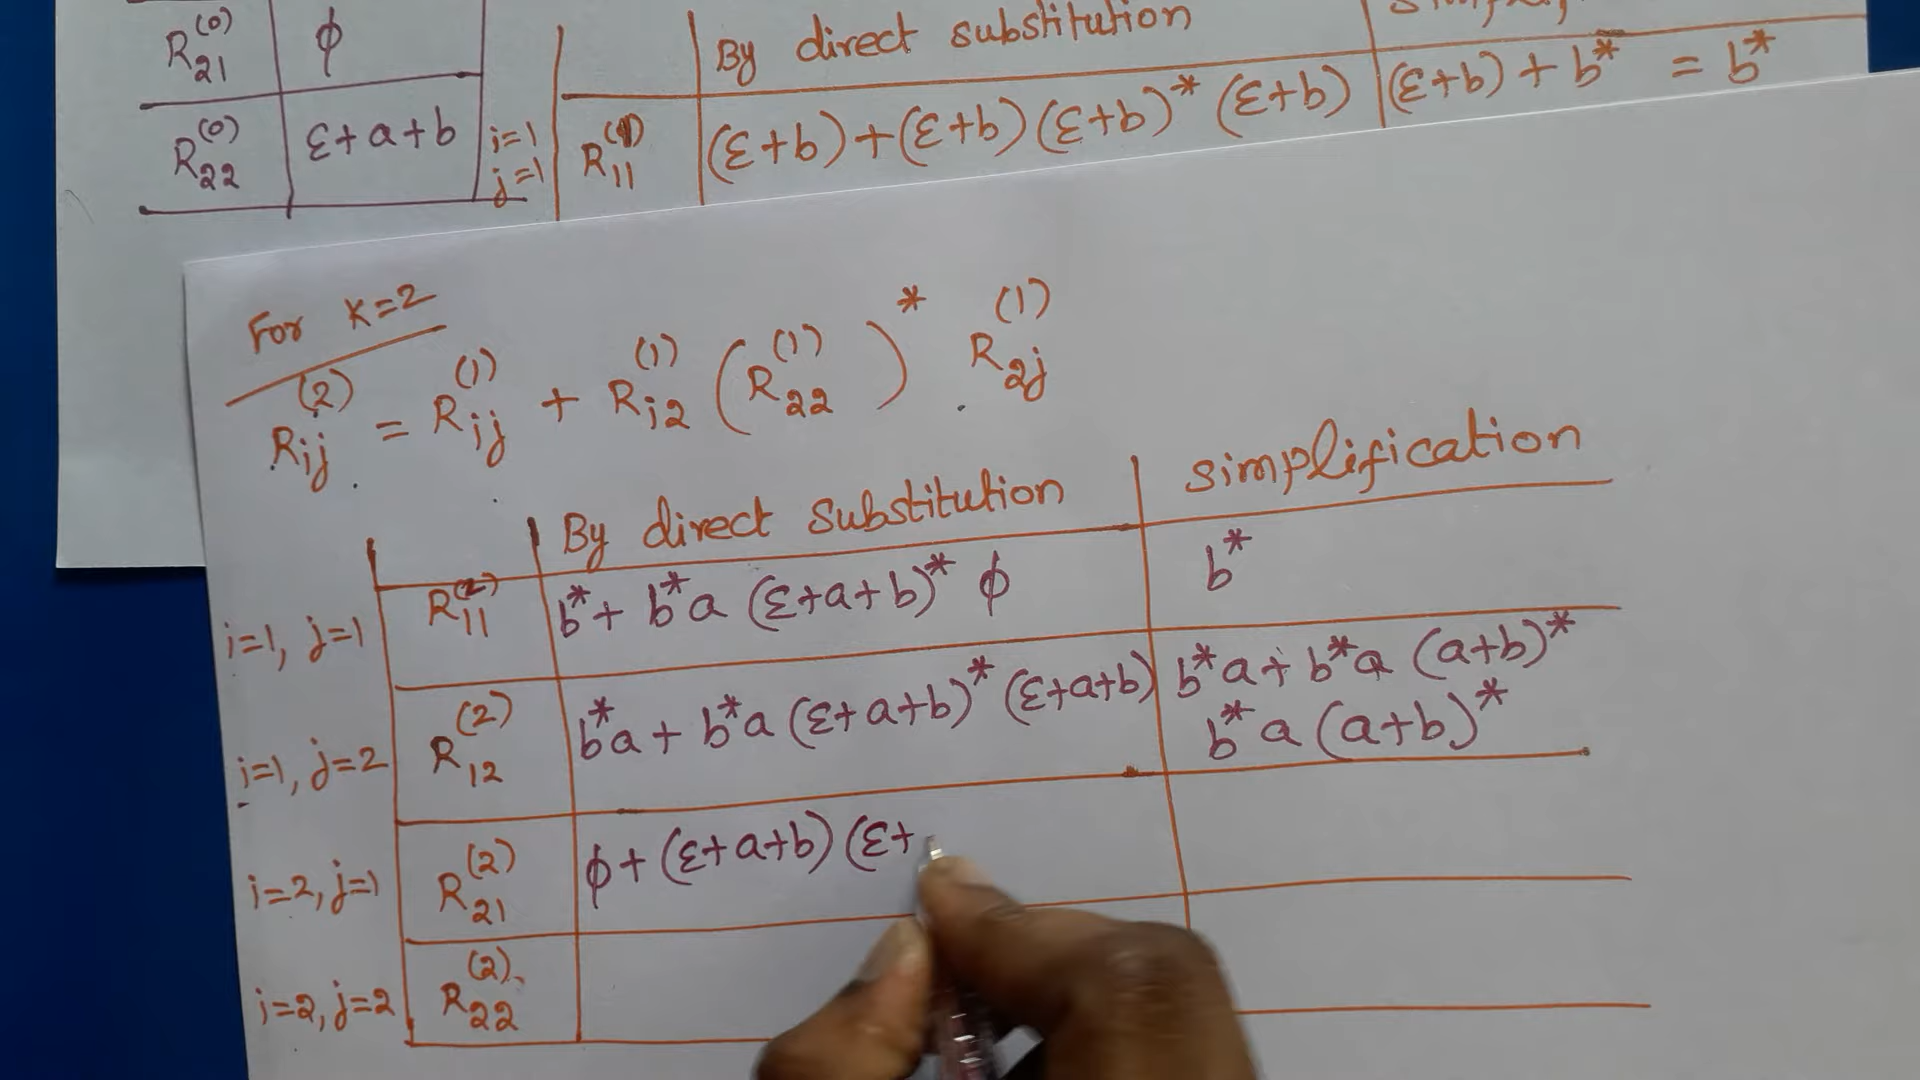 R21^(0) ϕ
R22^(0) ε+a+b
By direct substitution
i=1
j=1
R11^(1) (ε+b)+(ε+b)(ε+b)* (ε+b) (ε+b)+b* = b*
For K=2
Rij^(2) = Rij^(1) + Ri2^(1) (R22^(1))* R2j^(1)
By direct substitution simplification
i=1, j=1 R11^(2) b*+ b*a (ε+a+b)* ϕ b*
i=1, j=2 R12^(2) b*a + b*a (ε+a+b)* (ε+a+b) b*a + b*a (a+b)*
b*a (a+b)*
i=2, j=1 R21^(2) ϕ+ (ε+a+b) (ε+
i=2, j=2 R22^(2)